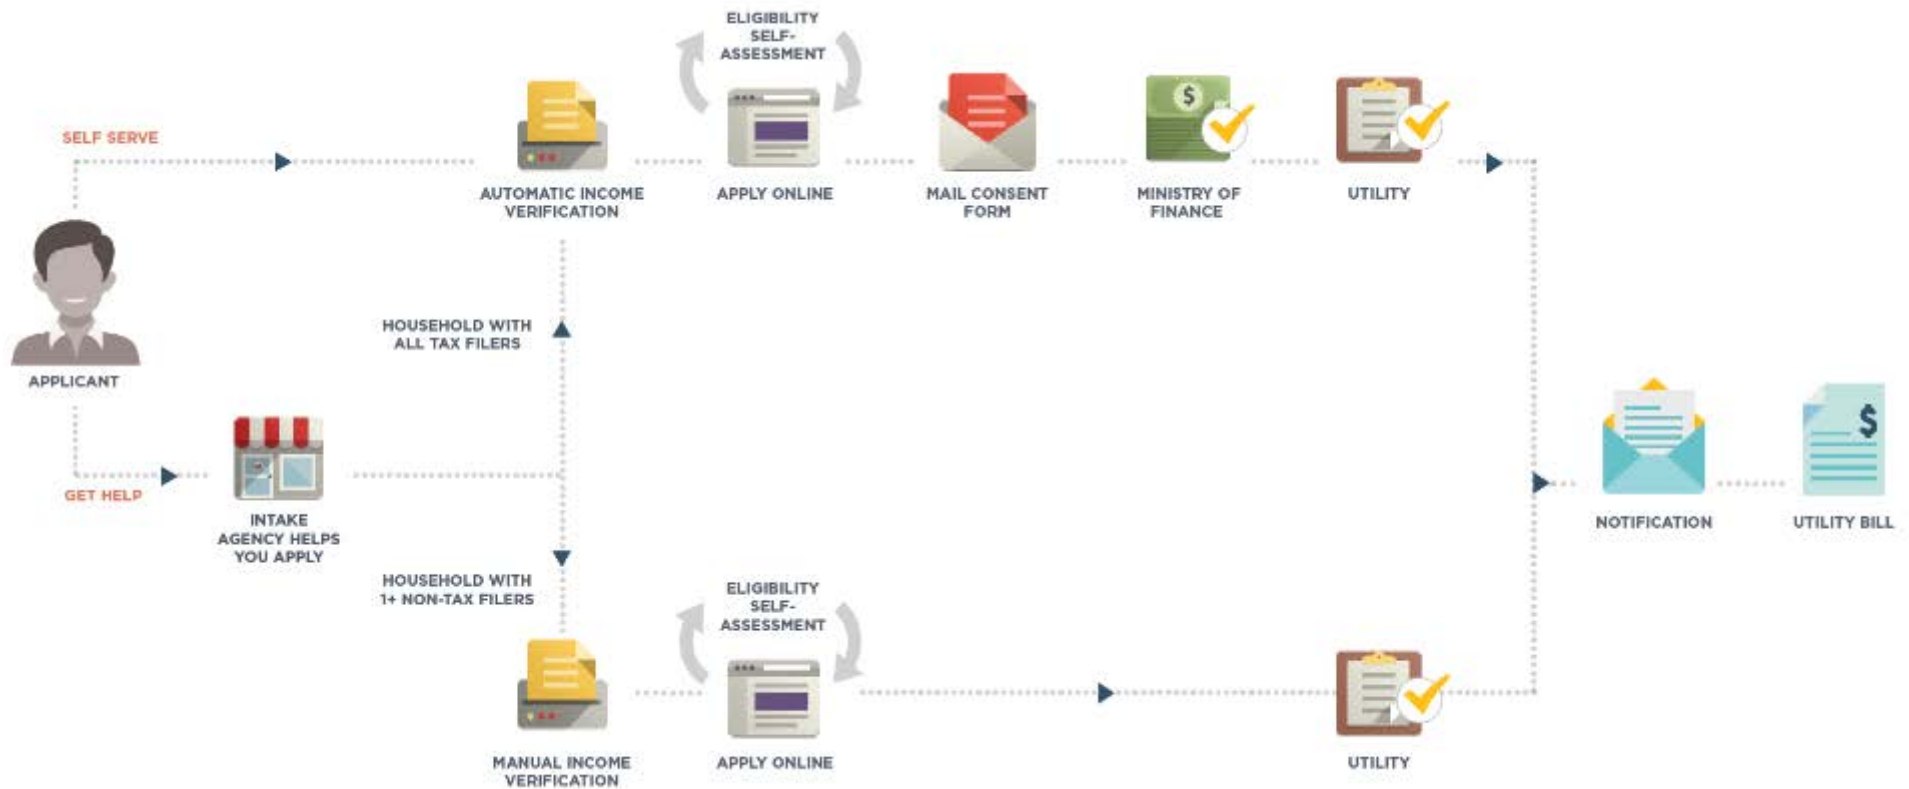 ELIGIBILITY
SELF-
ASSESSMENT
SELF SERVE
AUTOMATIC INCOME
VERIFICATION
APPLY ONLINE
MAIL CONSENT
FORM
$
MINISTRY OF
FINANCE
UTILITY
APPLICANT
HOUSEHOLD WITH
ALL TAX FILERS
GET HELP
INTAKE
AGENCY HELPS
YOU APPLY
HOUSEHOLD WITH
1+ NON-TAX FILERS
ELIGIBILITY
SELF-
ASSESSMENT
MANUAL INCOME
VERIFICATION
APPLY ONLINE
UTILITY
NOTIFICATION
$
UTILITY BILL